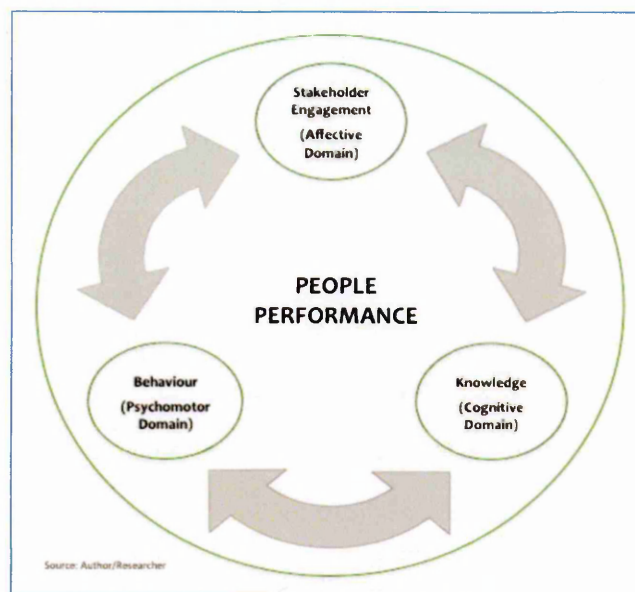 Stakeholder
Engagement
(Affective
Domain)
PEOPLE
PERFORMANCE
Behaviour
(Psychomotor
Domain)
Knowledge
(Cognitive
Domain)
Source: Author/Researcher